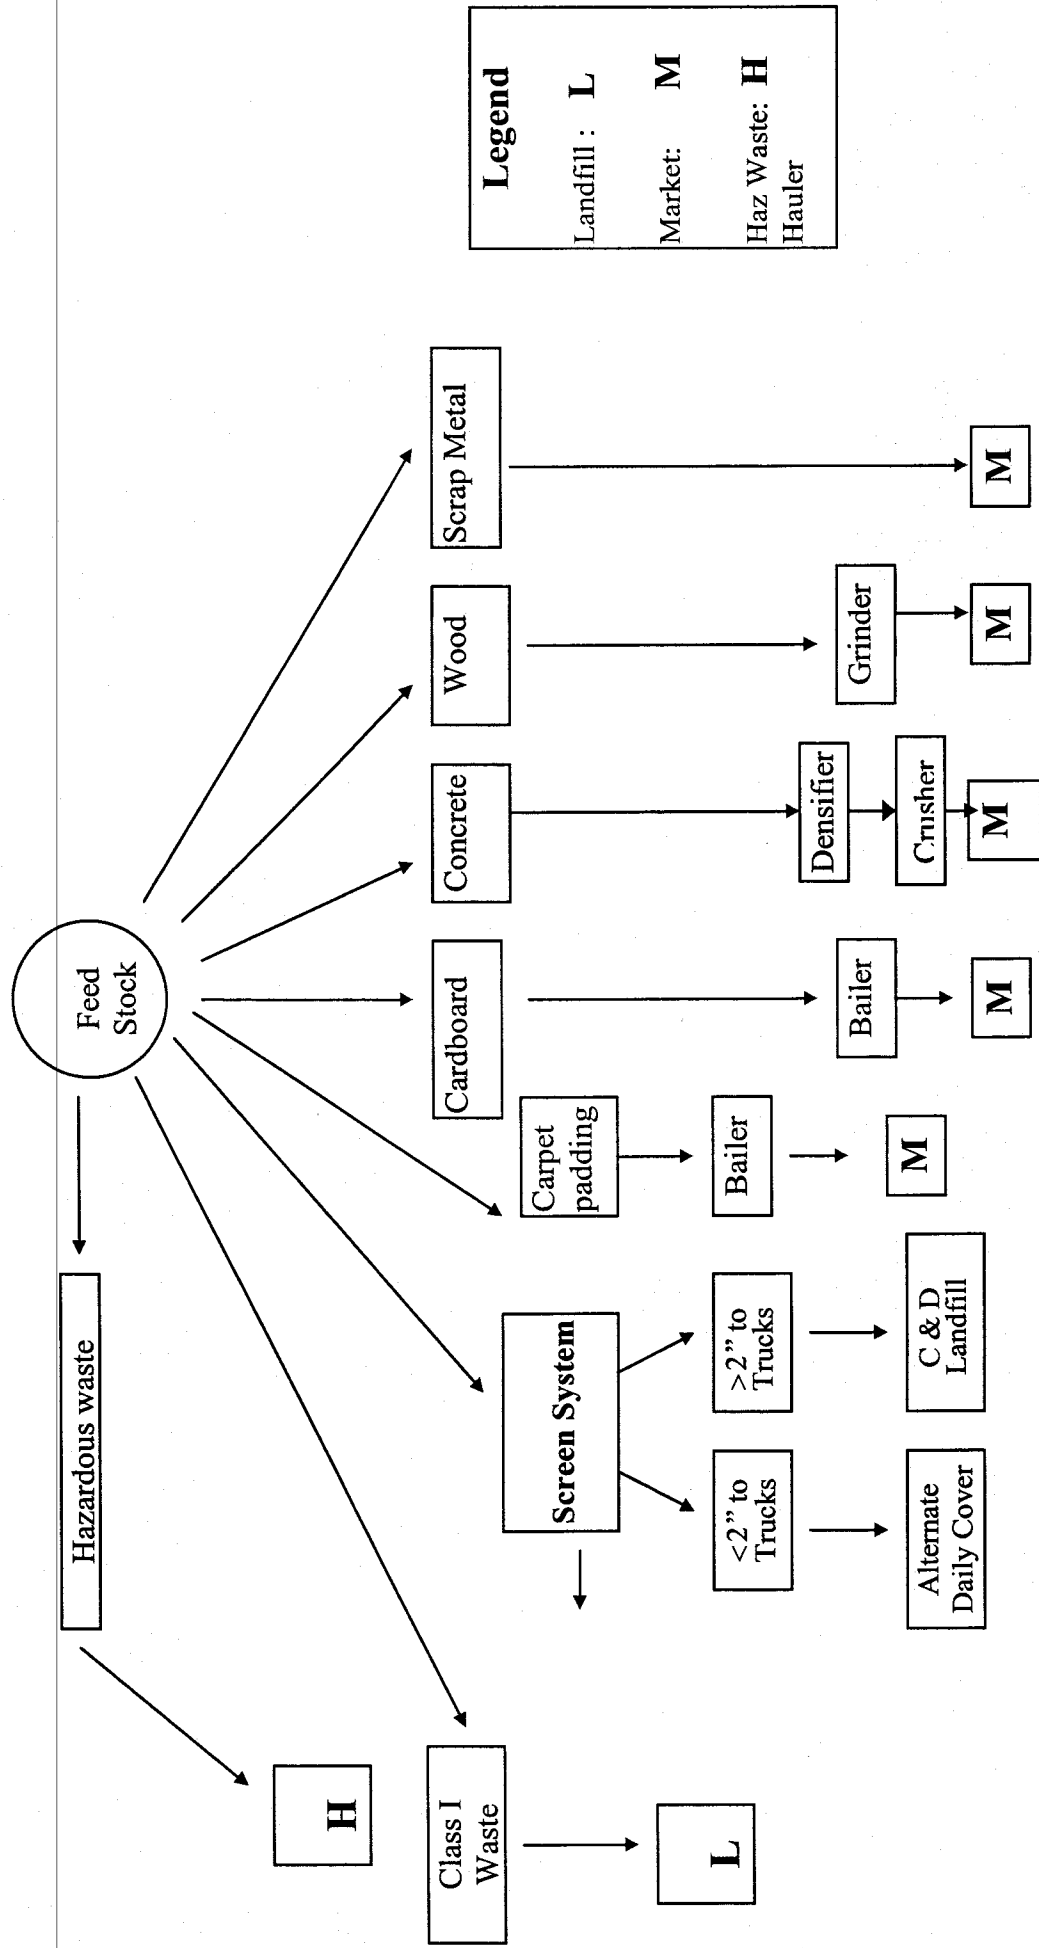 Feed
Stock
Hazardous waste
H
Class I
Waste
L
Screen System
<2” to
Trucks
Alternate
Daily Cover
>2” to
Trucks
C & D
Landfill
Carpet
padding
Bailer
M
Cardboard
Bailer
M
Concrete
Densifier
Crusher
M
Wood
Grinder
M
Scrap Metal
M
Legend
Landfill : L
Market: M
Haz Waste: H
Hauler